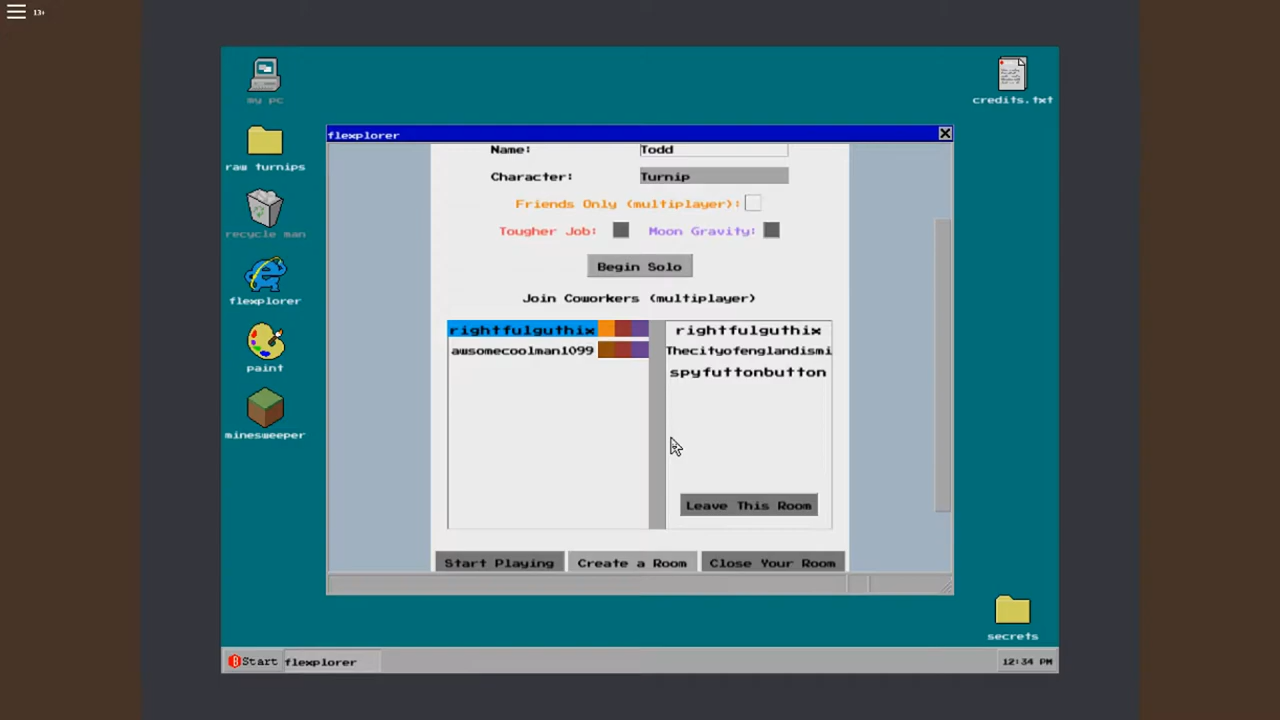 13+
my pc
credits.txt
flexplorer
Name: Todd
raw turnips
Character: Turnip
Friends Only (multiplayer):
recycle man
Tougher Job: Moon Gravity:
Begin Solo
flexplorer
Join Coworkers (multiplayer)
rightfulguthix rightfulguthix
awsomecoolman1099 Thecityofenglandismi
paint spyfuttonbutton
minesweeper
Leave This Room
Start Playing Create a Room Close Your Room
secrets
Start flexplorer 12:34 PM